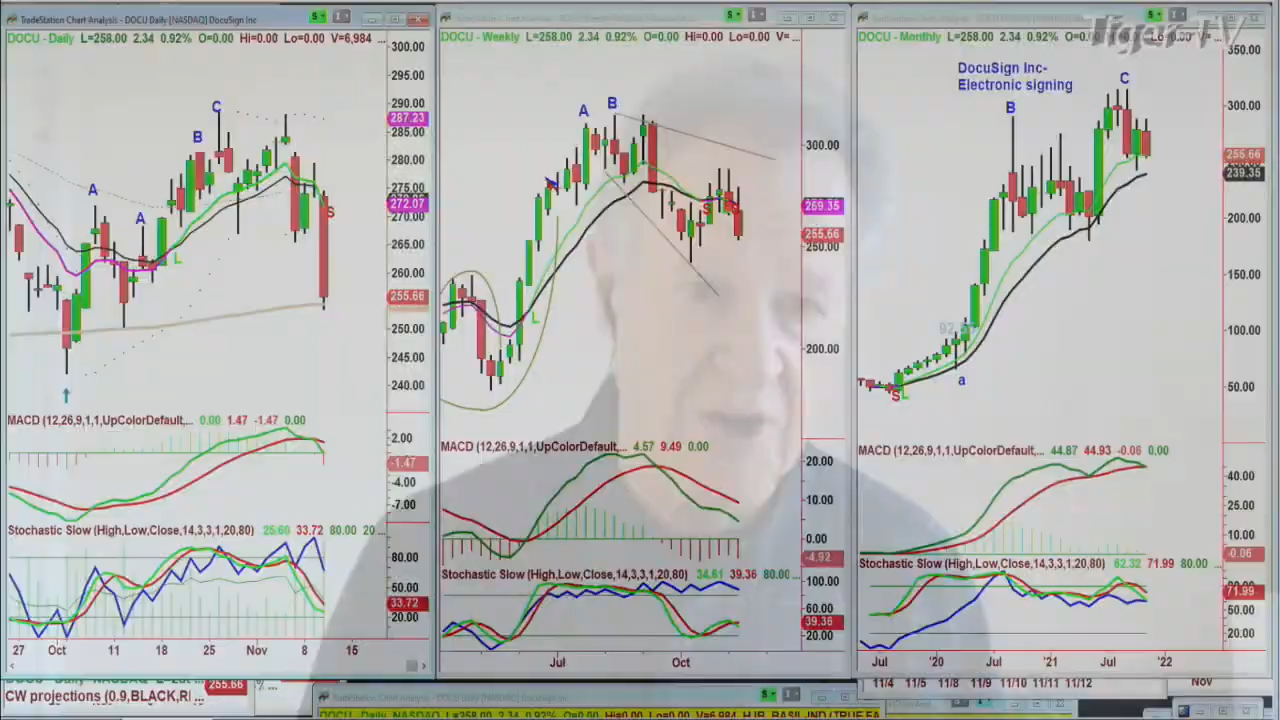 TradeStation Chart Analysis - DOCU Daily [NASDAQ] DocuSign Inc
DOCU - Daily L=258.00 2.34 0.92% O=0.00 Hi=0.00 Lo=0.00 V=6,984 ...
300.00
295.00
290.00
287.23
285.00
280.00
275.00
272.07
270.00
265.00
260.00
255.66
250.00
245.00
240.00
A
A
B
C
L
S
MACD (12,26,9,1,1,UpColorDefault,... 0.00 1.47 -1.47 0.00
2.00
-1.47
-4.00
-7.00
Stochastic Slow (High,Low,Close,14,3,3,1,20,80) 25.60 33.72 80.00 20 ...
80.00
50.00
33.72
20.00
27 Oct 11 18 25 Nov 8 15
DOCU - Weekly L=258.00 2.34 0.92% O=0.00 Hi=0.00 Lo=0.00 V= ...
A
B
L
S
300.00
259.35
255.66
250.00
200.00
MACD (12,26,9,1,1,UpColorDefault,... 4.57 9.49 0.00
20.00
10.00
0.00
-4.92
Stochastic Slow (High,Low,Close,14,3,3,1,20,80) 34.61 39.36 80.00 ...
100.00
60.00
39.36
20.00
Jul Oct
TigerTV
DOCU - Monthly L=258.00 2.34 0.92% O=0.00
DocuSign Inc-
Electronic signing
B
C
92
a
S
L
350.00
300.00
255.66
239.35
200.00
150.00
100.00
50.00
MACD (12,26,9,1,1,UpColorDefault,... 44.87 44.93 -0.06 0.00
40.00
25.00
10.00
-0.06
Stochastic Slow (High,Low,Close,14,3,3,1,20,80) 62.32 71.99 80.00 ...
71.99
50.00
20.00
Jul '20 Jul '21 Jul '22
11/4 11/5 11/8 11/9 11/10 11/11 11/12 Nov
CW projections (0.9,BLACK,RI ...
255.66